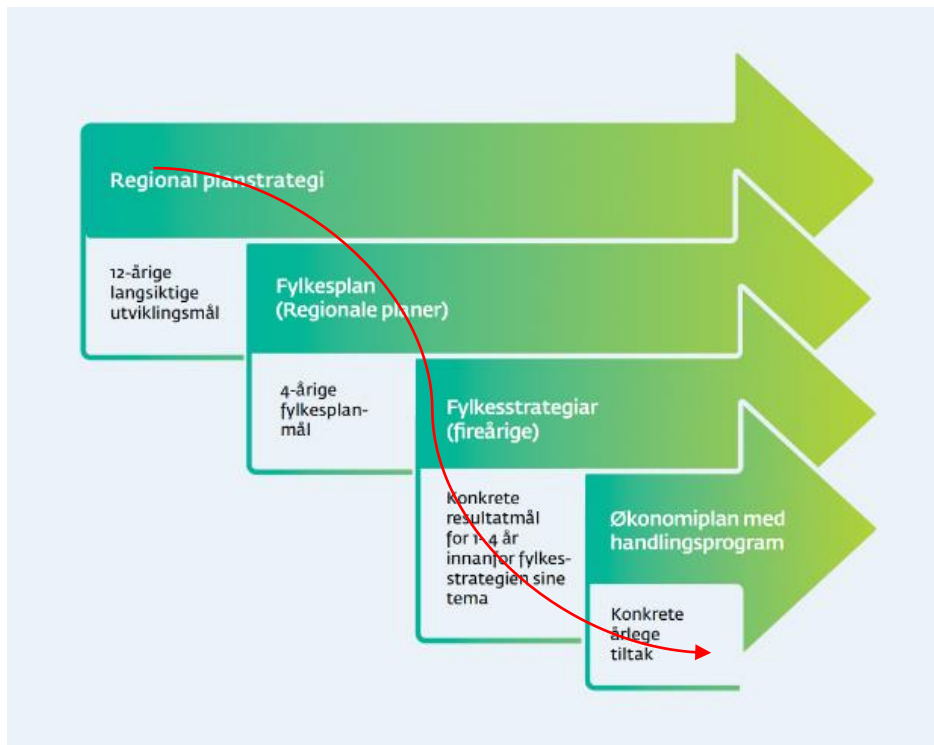 Regional planstrategi
12-årige
langsiktige
utviklingsmål
Fylkesplan
(Regionale planer)
4-årige
fylkesplan-
mål
Fylkesstrategiar
(fireårige)
Konkrete
resultatmål
for 1- 4 år
innanfor fylkes-
strategien sine
tema
Økonomiplan med
handlingsprogram
Konkrete
årlege
tiltak